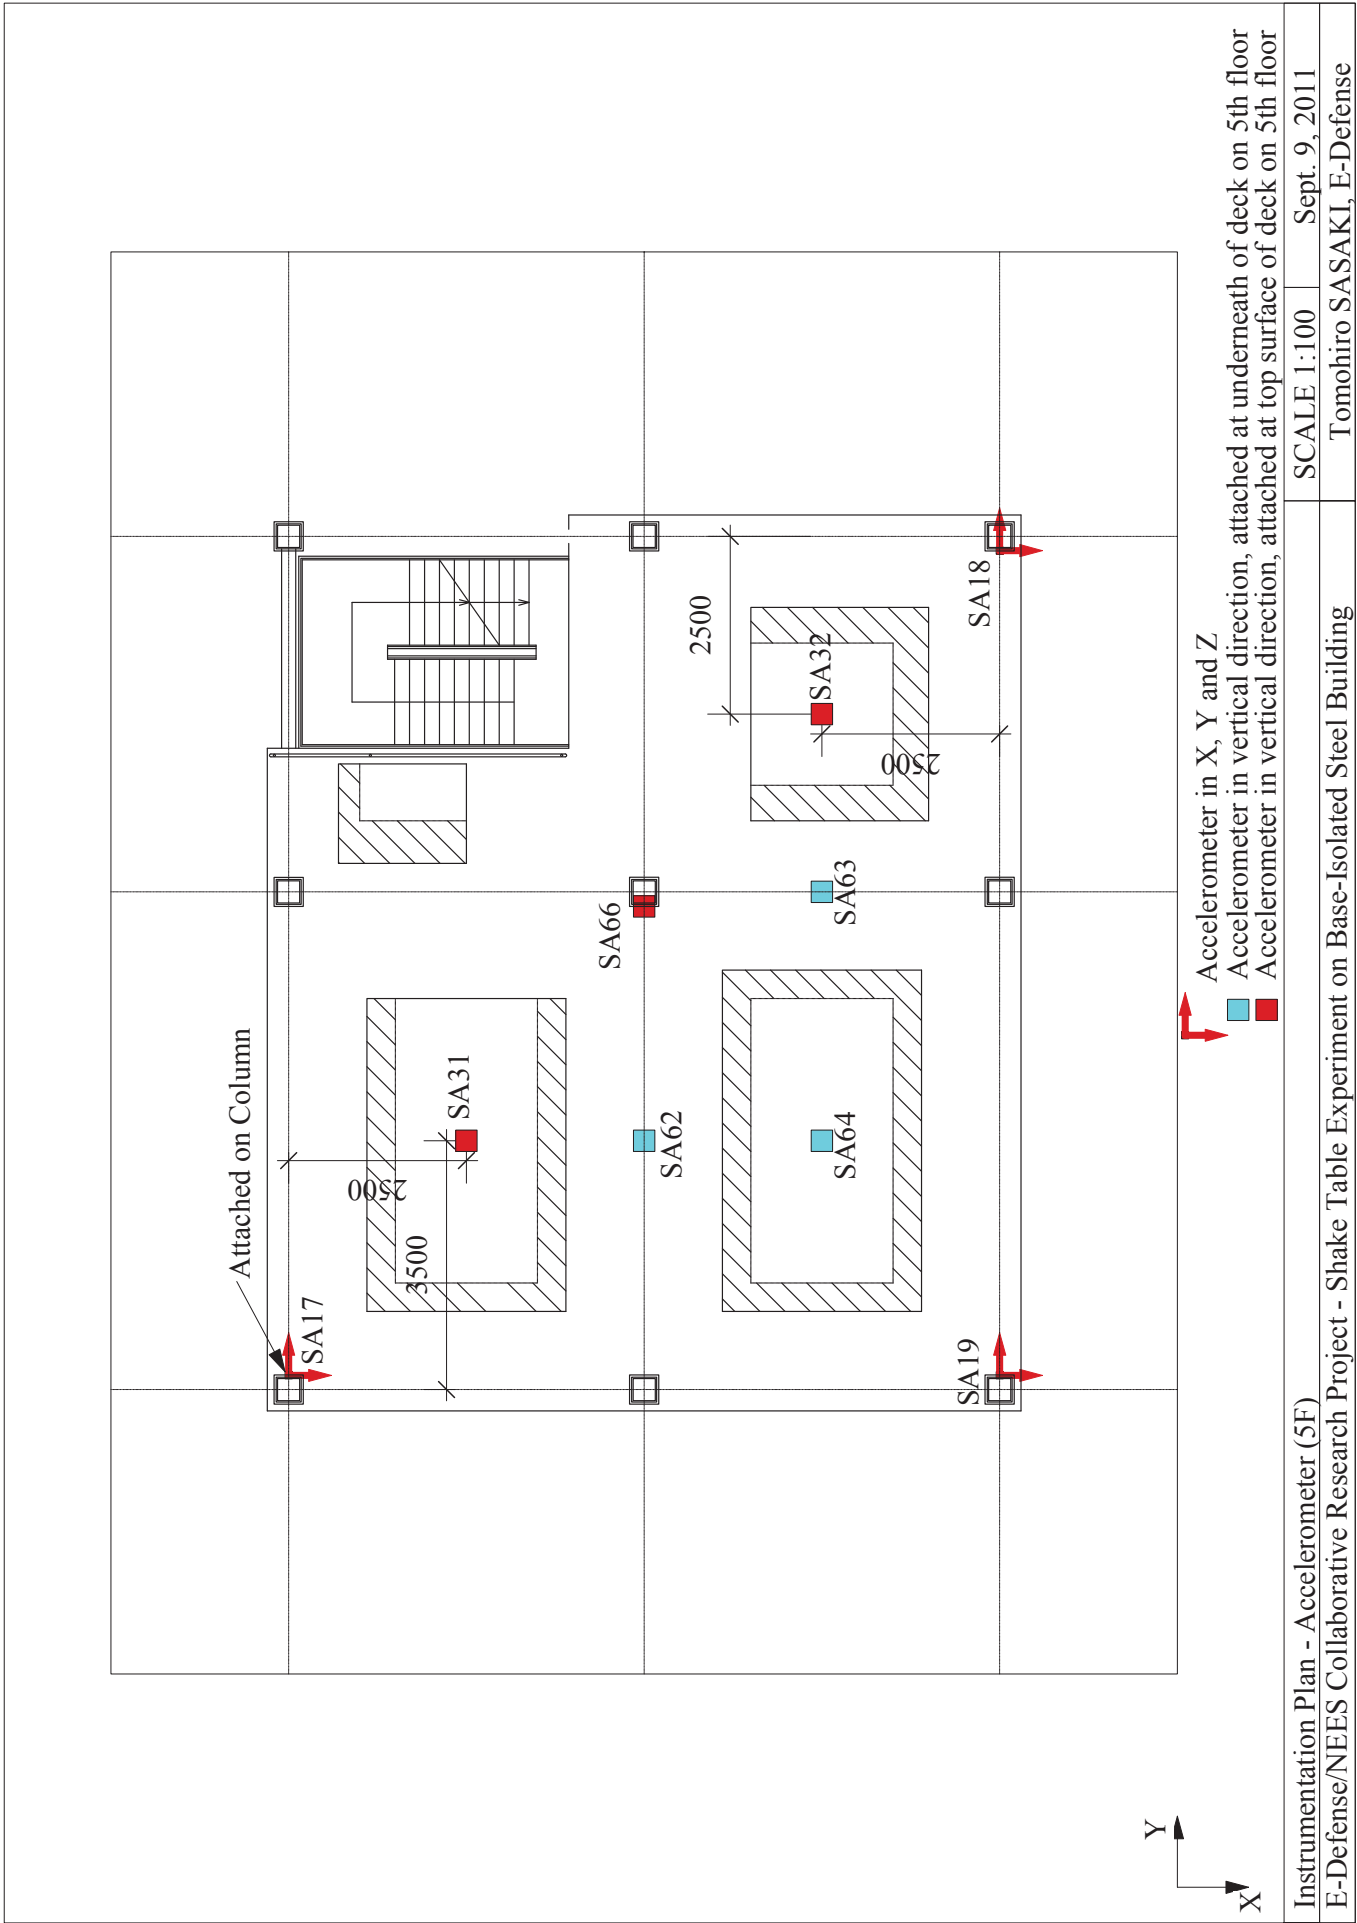 Attached on Column
SA17
2500
SA31
3500
SA66
2500
SA32
2500
SA62
SA63
SA64
SA19
SA18
Y
X
Accelerometer in X, Y and Z
Accelerometer in vertical direction, attached at underneath of deck on 5th floor
Accelerometer in vertical direction, attached at top surface of deck on 5th floor
Instrumentation Plan - Accelerometer (5F)
SCALE 1:100
Sept. 9, 2011
E-Defense/NEES Collaborative Research Project - Shake Table Experiment on Base-Isolated Steel Building
Tomohiro SASAKI, E-Defense